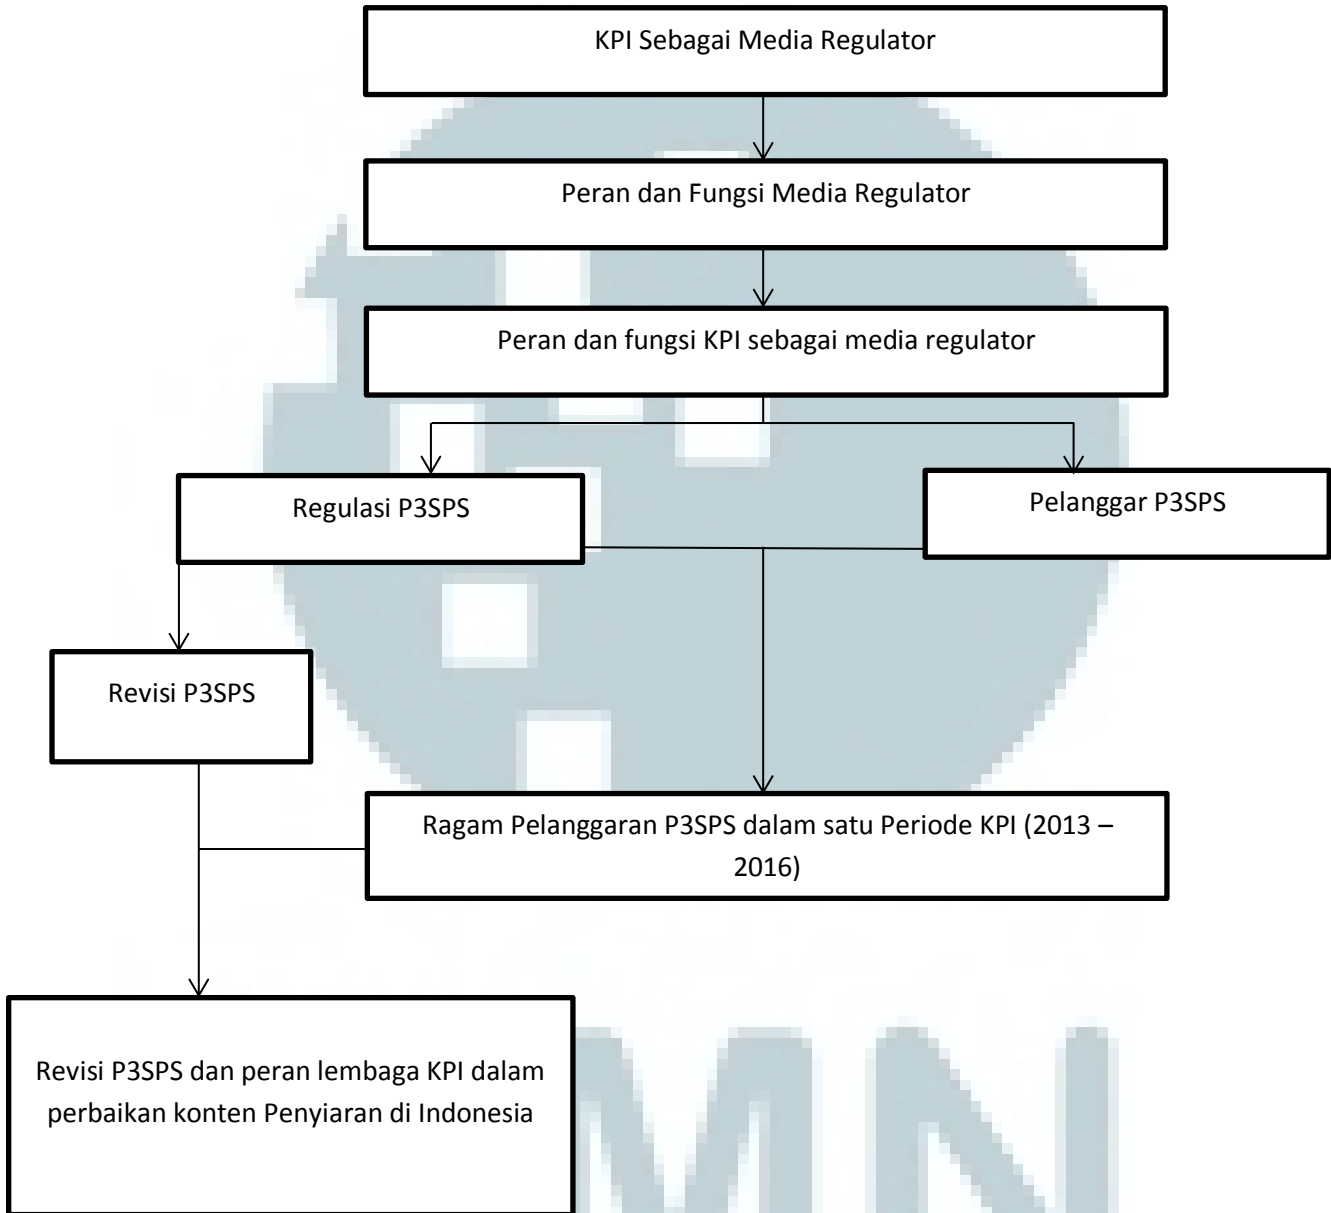 KPI Sebagai Media Regulator
Peran dan Fungsi Media Regulator
Peran dan fungsi KPI sebagai media regulator
Regulasi P3SPS
Pelanggar P3SPS
Revisi P3SPS
Ragam Pelanggaran P3SPS dalam satu Periode KPI (2013 –
2016)
Revisi P3SPS dan peran lembaga KPI dalam
perbaikan konten Penyiaran di Indonesia
MN